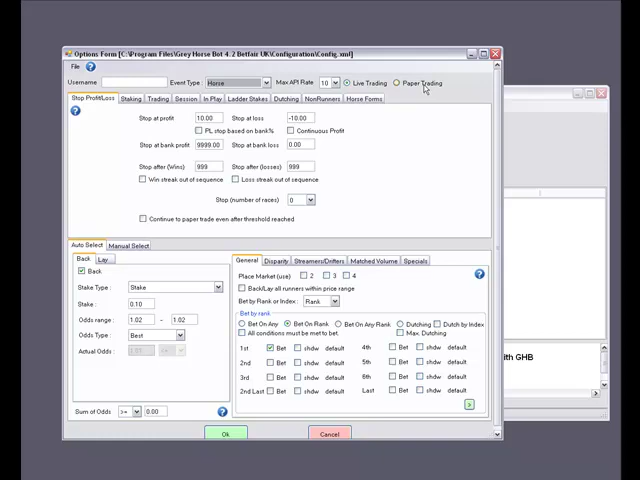 Options Form [C:\Program Files\Grey Horse Bot 4.2 Betfair UK\Configuration\Config.xml]
File
Username Event Type Horse Max API Rate 10 Live Trading Paper Trading
Stop Profit/Loss Staking Trading Session In Play Ladder Stakes Dutching NonRunners Horse Forms
Stop at profit 10.00 Stop at loss -10.00
PL stop based on bank% Continuous Profit
Stop at bank profit 9999.00 Stop at bank loss 0.00
Stop after (Wins) 999 Stop after (losses) 999
Win streak out of sequence Loss streak out of sequence
Stop (number of races) 0
Continue to paper trade even after threshold reached
Auto Select Manual Select
Back Lay
Back
Stake Type : Stake
Stake : 0.10
Odds range : 1.02 - 1.02
Odds Type : Best
Actual Odds : 1.01 <=
Sum of Odds >= 0.00
General Disparity Streamers/Drifters Matched Volume Specials
Place Market (use) 2 3 4
Back/Lay all runners within price range
Bet by Rank or Index : Rank
Bet by rank
Bet On Any Bet On Rank Bet On Any Rank Dutching Dutch by Index
All conditions must be met to bet. Max. Dutching
1st Bet shdw default 4th Bet shdw default
2nd Bet shdw default 5th Bet shdw default
3rd Bet shdw default 6th Bet shdw default
2nd Last Bet shdw default Last Bet shdw default
>
Ok Cancel
ith GHB